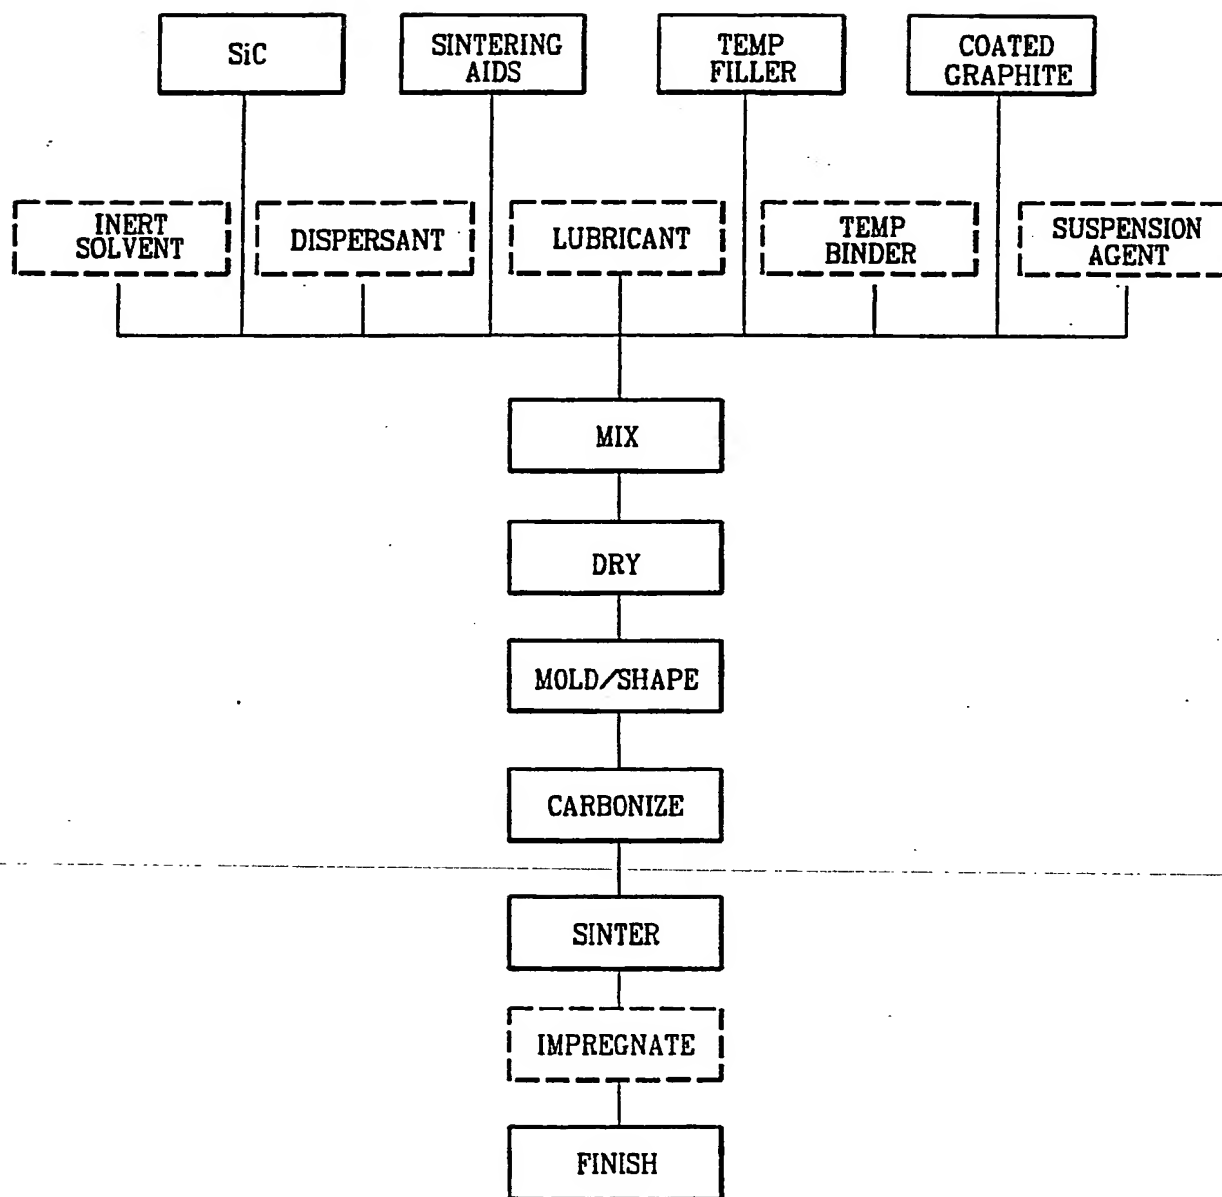 SiC
SINTERING
AIDS
TEMP
FILLER
COATED
GRAPHITE
INERT
SOLVENT
DISPERSANT
LUBRICANT
TEMP
BINDER
SUSPENSION
AGENT
MIX
DRY
MOLD/SHAPE
CARBONIZE
SINTER
IMPREGNATE
FINISH